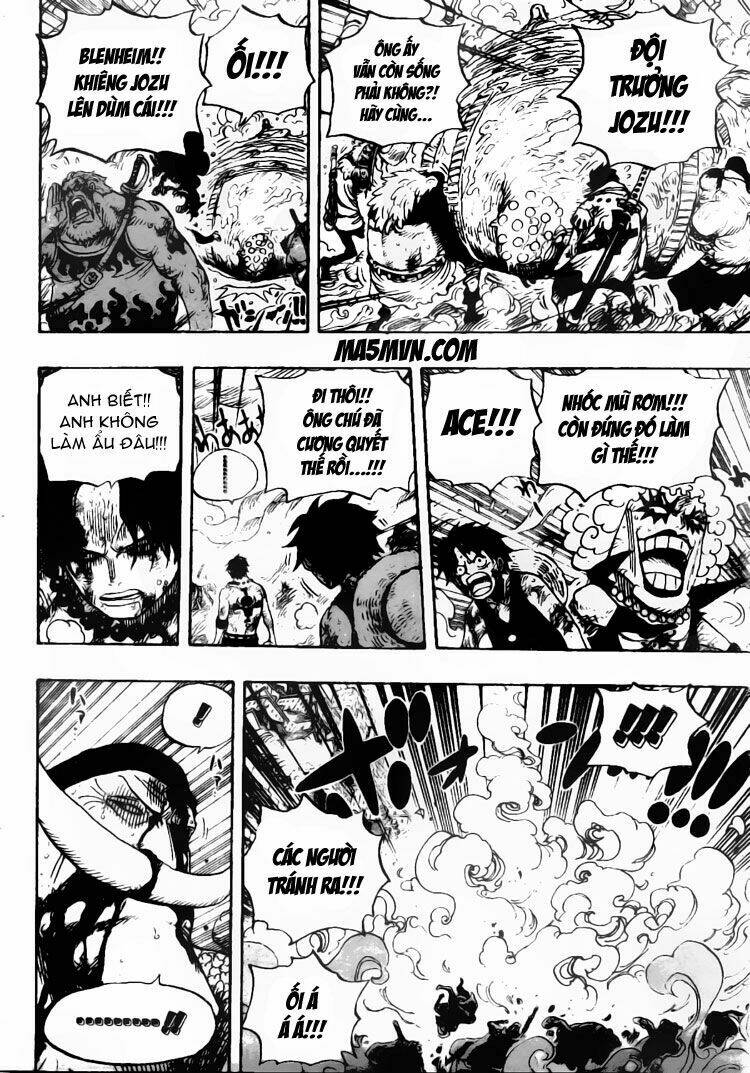 ĐỘI
TRƯỞNG
JOZU!!!
ÔNG ẤY
VẪN CÒN SỐNG
PHẢI KHÔNG?!
HÃY CÙNG...
ỐI!!!
BLENHEIM!!
KHIÊNG JOZU
LÊN DÙM CÁI!!!
MA5MVN.COM
NHÓC MŨ RƠM!!!
CÒN ĐỨNG ĐÓ LÀM
GÌ THẾ!!!
ACE!!!
ĐI THÔI!!
ÔNG CHÚ ĐÃ
CƯƠNG QUYẾT
THẾ RỒI...!!!
ANH BIẾT!!
ANH KHÔNG
LÀM ẨU ĐÂU!!!
!!!
CÁC NGƯỜI
TRÁNH RA!!!
ỐI Á
Á Á!!!
!!
..........!!